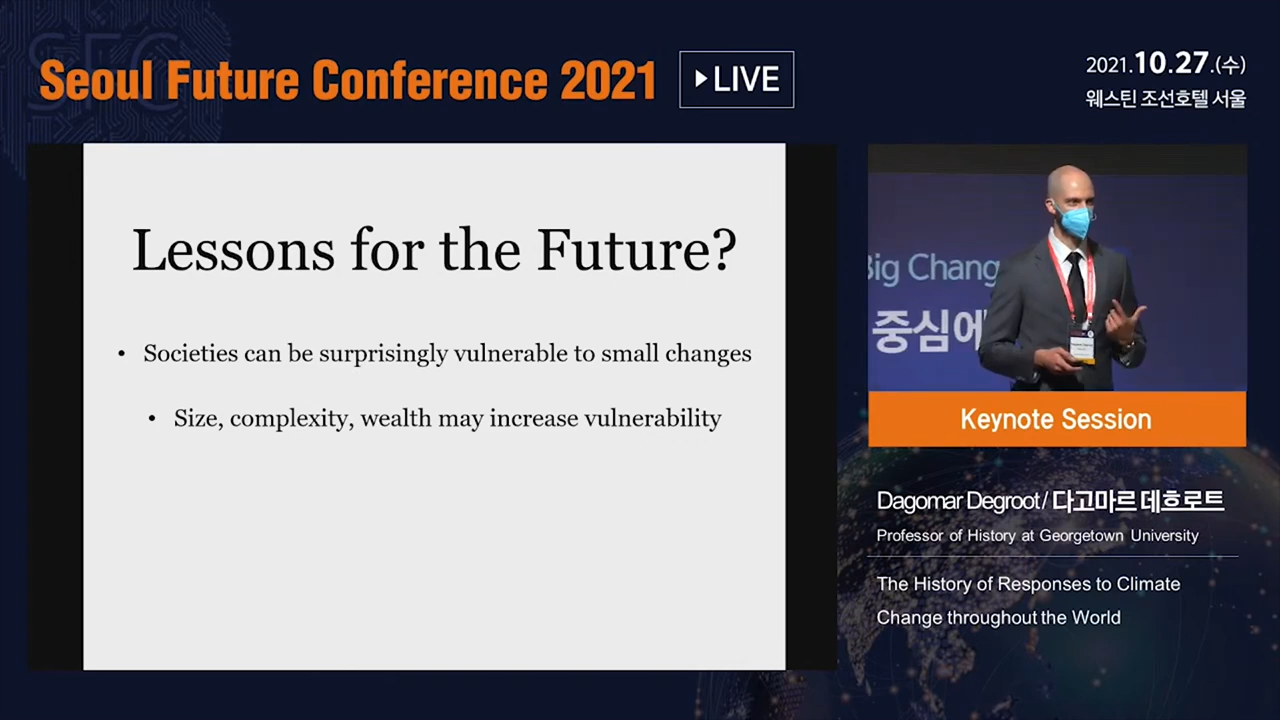 Seoul Future Conference 2021
LIVE
2021.10.27.(수)
웨스틴 조선호텔 서울
Lessons for the Future?
• Societies can be surprisingly vulnerable to small changes
• Size, complexity, wealth may increase vulnerability
Big Chang
중심에
Keynote Session
Dagomar Degroot / 다고마르 데흐로트
Professor of History at Georgetown University
The History of Responses to Climate
Change throughout the World
SFC